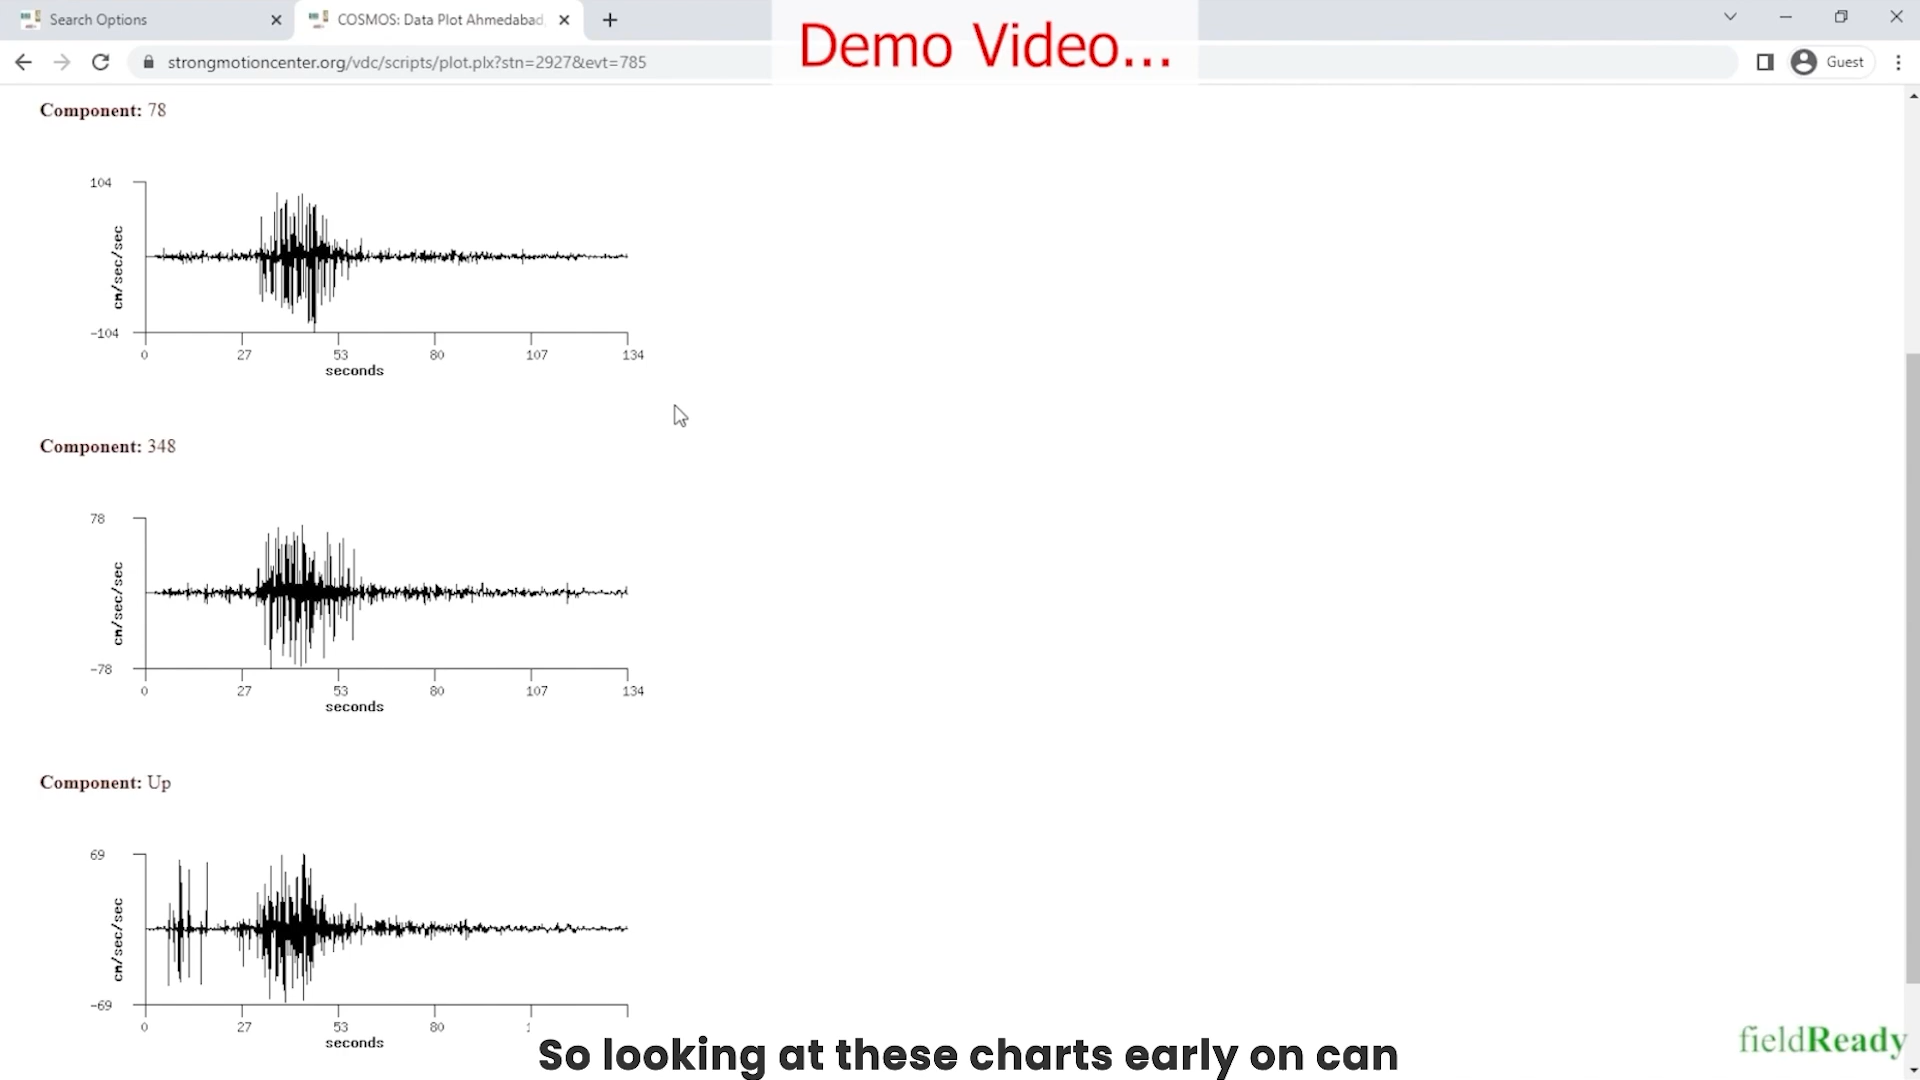 Search Options
COSMOS: Data Plot Ahmedabad,
Demo Video...
strongmotioncenter.org/vdc/scripts/plot.plx?stn=2927&evt=785
Guest
Component: 78
104
cm/sec/sec
-104
0 27 53 80 107 134
seconds
Component: 348
78
cm/sec/sec
-78
0 27 53 80 107 134
seconds
Component: Up
69
cm/sec/sec
-69
0 27 53 80
seconds
So looking at these charts early on can
fieldReady